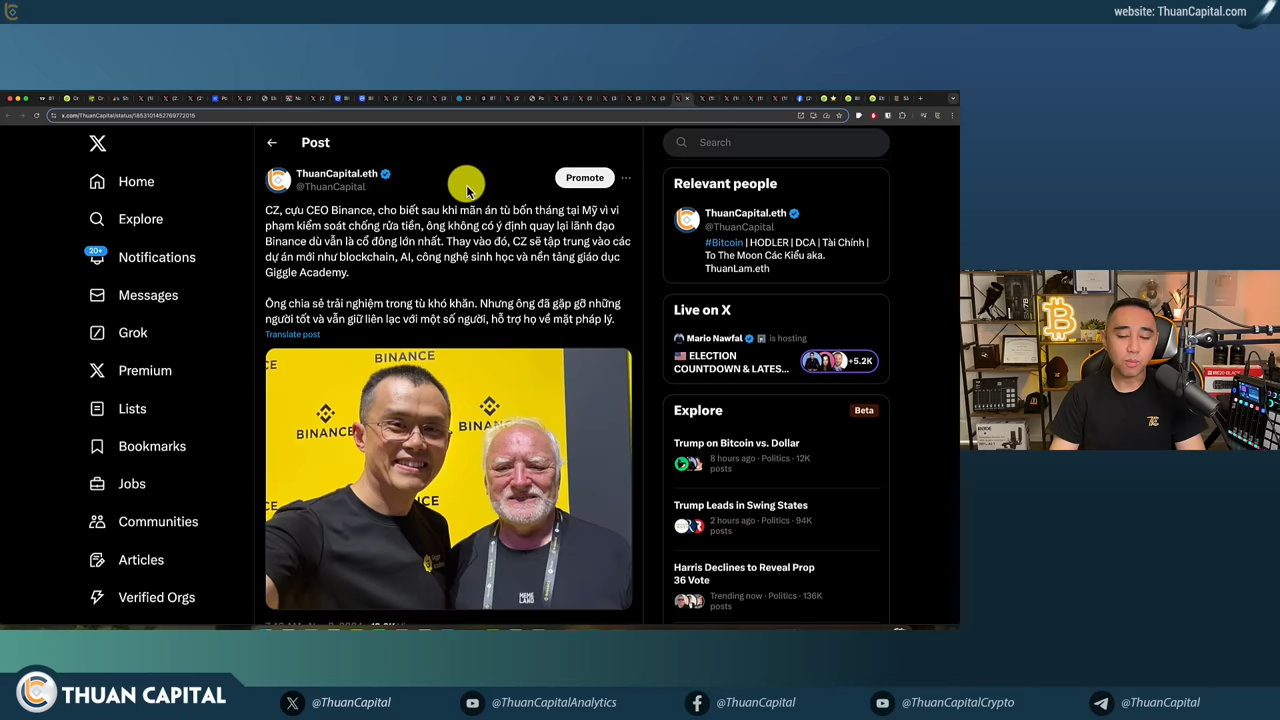 website: ThuanCapital.com
x.com/ThuanCapital/status/1853101452769772015
Home
Explore
20+
Notifications
Messages
Grok
Premium
Lists
Bookmarks
Jobs
Communities
Articles
Verified Orgs
Post
ThuanCapital.eth
@ThuanCapital
Promote
CZ, cựu CEO Binance, cho biết sau khi mãn án tù bốn tháng tại Mỹ vì vi
phạm kiểm soát chống rửa tiền, ông không có ý định quay lại lãnh đạo
Binance dù vẫn là cổ đông lớn nhất. Thay vào đó, CZ sẽ tập trung vào các
dự án mới như blockchain, AI, công nghệ sinh học và nền tảng giáo dục
Giggle Academy.
Ông chia sẻ trải nghiệm trong tù khó khăn. Nhưng ông đã gặp gỡ những
người tốt và vẫn giữ liên lạc với một số người, hỗ trợ họ về mặt pháp lý.
Translate post
BINANCE
BINANCE
BINANCE
MEME
LAND
Search
Relevant people
ThuanCapital.eth
@ThuanCapital
#Bitcoin | HODLER | DCA | Tài Chính |
To The Moon Các Kiểu aka.
ThuanLam.eth
Live on X
Mario Nawfal is hosting
ELECTION
COUNTDOWN & LATES...
+5.2K
Explore
Beta
Trump on Bitcoin vs. Dollar
8 hours ago · Politics · 12K
posts
Trump Leads in Swing States
2 hours ago · Politics · 94K
posts
Harris Declines to Reveal Prop
36 Vote
Trending now · Politics · 136K
posts
THUAN CAPITAL
@ThuanCapital
@ThuanCapitalAnalytics
@ThuanCapital
@ThuanCapitalCrypto
@ThuanCapital